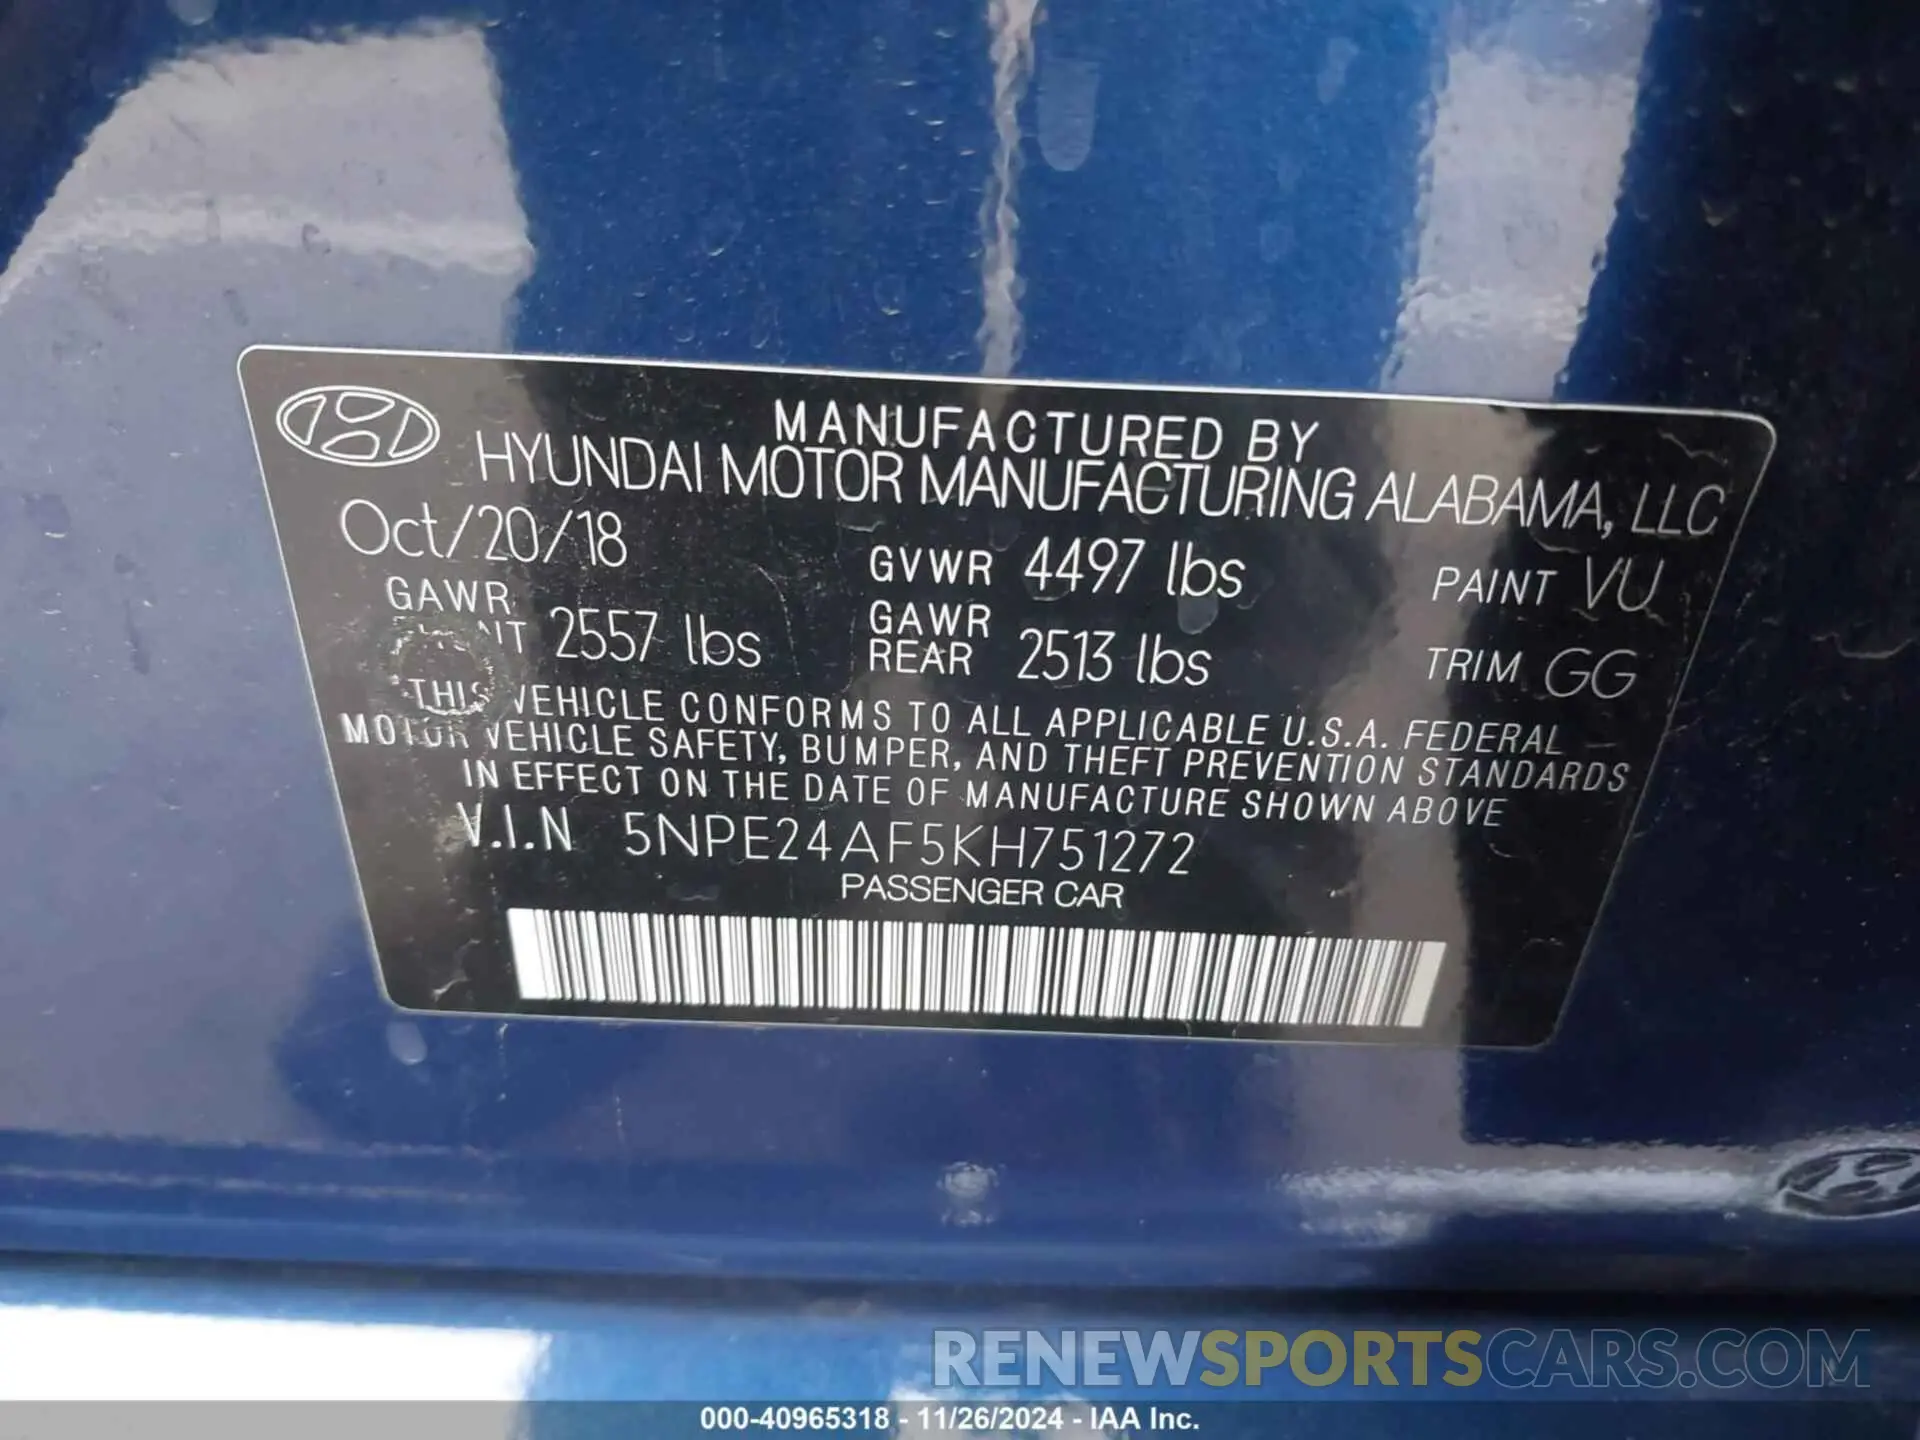 MANUFACTURED BY
HYUNDAI MOTOR MANUFACTURING ALABAMA, LLC
Oct/20/18
GVWR 4497 lbs
PAINT VU
GAWR
2557 lbs
GAWR
REAR 2513 lbs
TRIM GG
THIS VEHICLE CONFORMS TO ALL APPLICABLE U.S.A. FEDERAL
MOTOR VEHICLE SAFETY, BUMPER, AND THEFT PREVENTION STANDARDS
IN EFFECT ON THE DATE OF MANUFACTURE SHOWN ABOVE
V.I.N 5NPE24AF5KH751272
PASSENGER CAR
RENEWSPORTSCARS.COM
000-40965318 - 11/26/2024 - IAA Inc.